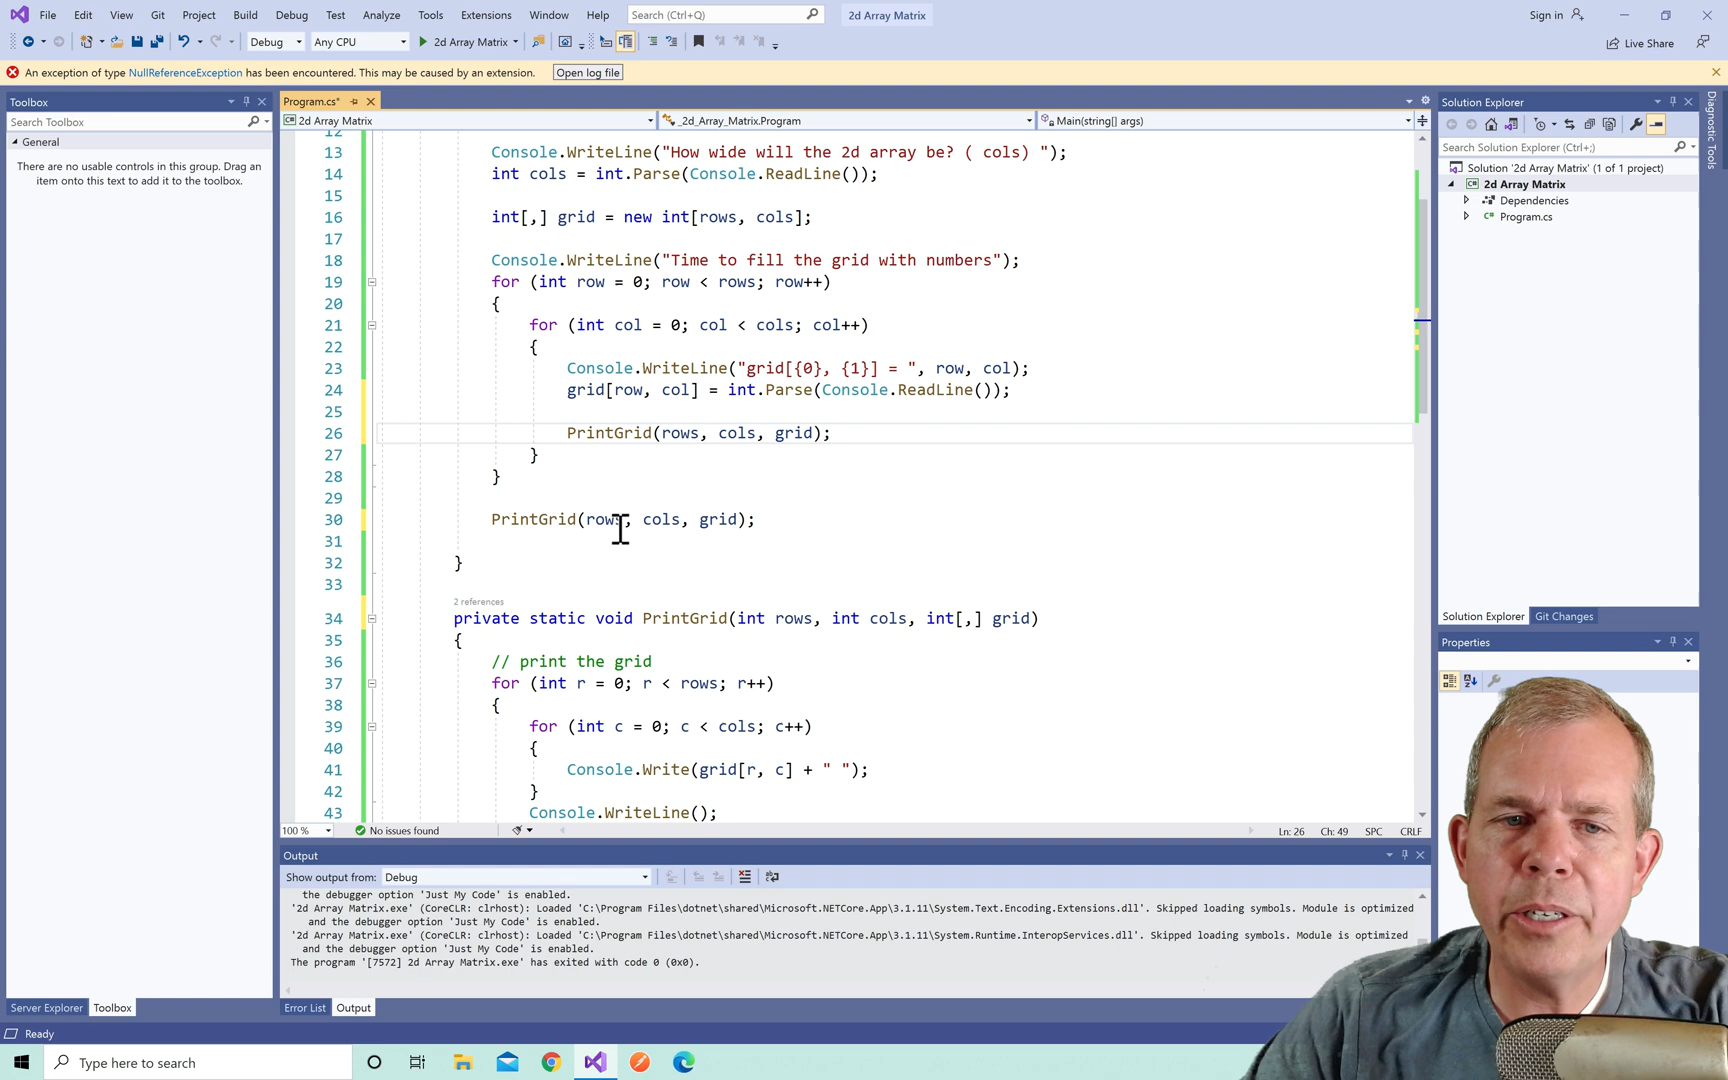 File Edit View Git Project Build Debug Test Analyze Tools Extensions Window Help Search (Ctrl+Q) 2d Array Matrix Sign in
Debug Any CPU 2d Array Matrix Live Share
An exception of type NullReferenceException has been encountered. This may be caused by an extension. Open log file
Toolbox
Search Toolbox
General
There are no usable controls in this group. Drag an
item onto this text to add it to the toolbox.
Server Explorer Toolbox
Program.cs*
2d Array Matrix _2d_Array_Matrix.Program Main(string[] args)
12
13 Console.WriteLine("How wide will the 2d array be? ( cols) ");
14 int cols = int.Parse(Console.ReadLine());
15
16 int[,] grid = new int[rows, cols];
17
18 Console.WriteLine("Time to fill the grid with numbers");
19 for (int row = 0; row < rows; row++)
20 {
21 for (int col = 0; col < cols; col++)
22 {
23 Console.WriteLine("grid[{0}, {1}] = ", row, col);
24 grid[row, col] = int.Parse(Console.ReadLine());
25
26 PrintGrid(rows, cols, grid);
27 }
28 }
29
30 PrintGrid(rows, cols, grid);
31
32 }
33
2 references
34 private static void PrintGrid(int rows, int cols, int[,] grid)
35 {
36 // print the grid
37 for (int r = 0; r < rows; r++)
38 {
39 for (int c = 0; c < cols; c++)
40 {
41 Console.Write(grid[r, c] + " ");
42 }
43 Console.WriteLine();
100 % No issues found Ln: 26 Ch: 49 SPC CRLF
Output
Show output from: Debug
the debugger option 'Just My Code' is enabled.
'2d Array Matrix.exe' (CoreCLR: clrhost): Loaded 'C:\Program Files\dotnet\shared\Microsoft.NETCore.App\3.1.11\System.Text.Encoding.Extensions.dll'. Skipped loading symbols. Module is optimized
and the debugger option 'Just My Code' is enabled.
'2d Array Matrix.exe' (CoreCLR: clrhost): Loaded 'C:\Program Files\dotnet\shared\Microsoft.NETCore.App\3.1.11\System.Runtime.InteropServices.dll'. Skipped loading symbols. Module is optimized
and the debugger option 'Just My Code' is enabled.
The program '[7572] 2d Array Matrix.exe' has exited with code 0 (0x0).
Error List Output
Solution Explorer
Search Solution Explorer (Ctrl+;)
Solution '2d Array Matrix' (1 of 1 project)
2d Array Matrix
Dependencies
Program.cs
Solution Explorer Git Changes
Properties
Diagnostic Tools
Ready
Type here to search